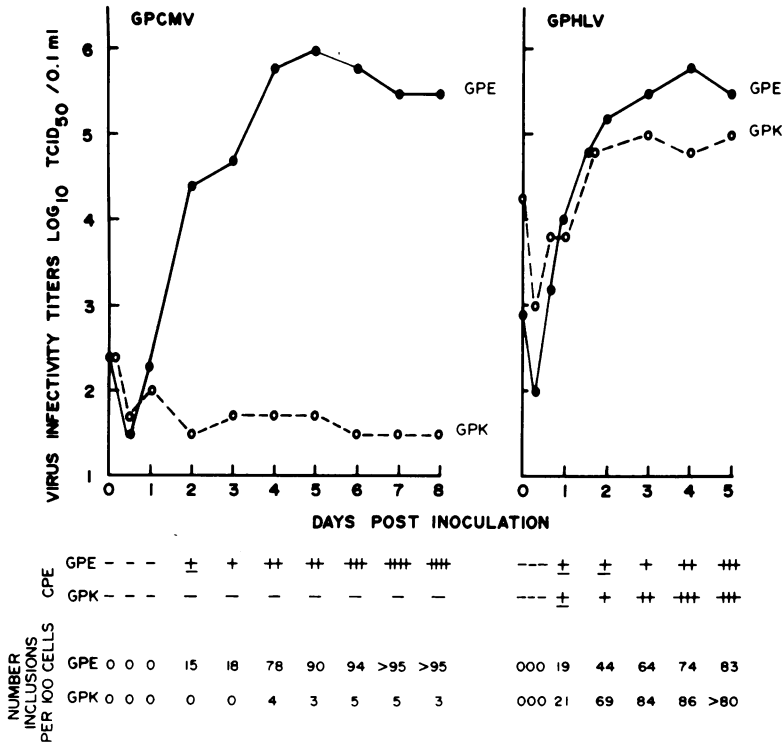 GPCMV
GPHLV
VIRUS INFECTIVITY TITERS LOG10 TCID50 /0.1 ml
6
5
4
3
2
1
GPE
GPK
GPE
GPK
0 1 2 3 4 5 6 7 8
0 1 2 3 4 5
DAYS POST INOCULATION
CPE
GPE - - - ± + ++ ++ +++ ++++ ++++ --- ± ± + ++ +++
GPK - - - - - - - - - - --- ± + ++ +++ +++
NUMBER INCLUSIONS PER 100 CELLS
GPE 0 0 0 15 18 78 90 94 >95 >95 000 19 44 64 74 83
GPK 0 0 0 0 0 4 3 5 5 3 000 21 69 84 86 >80